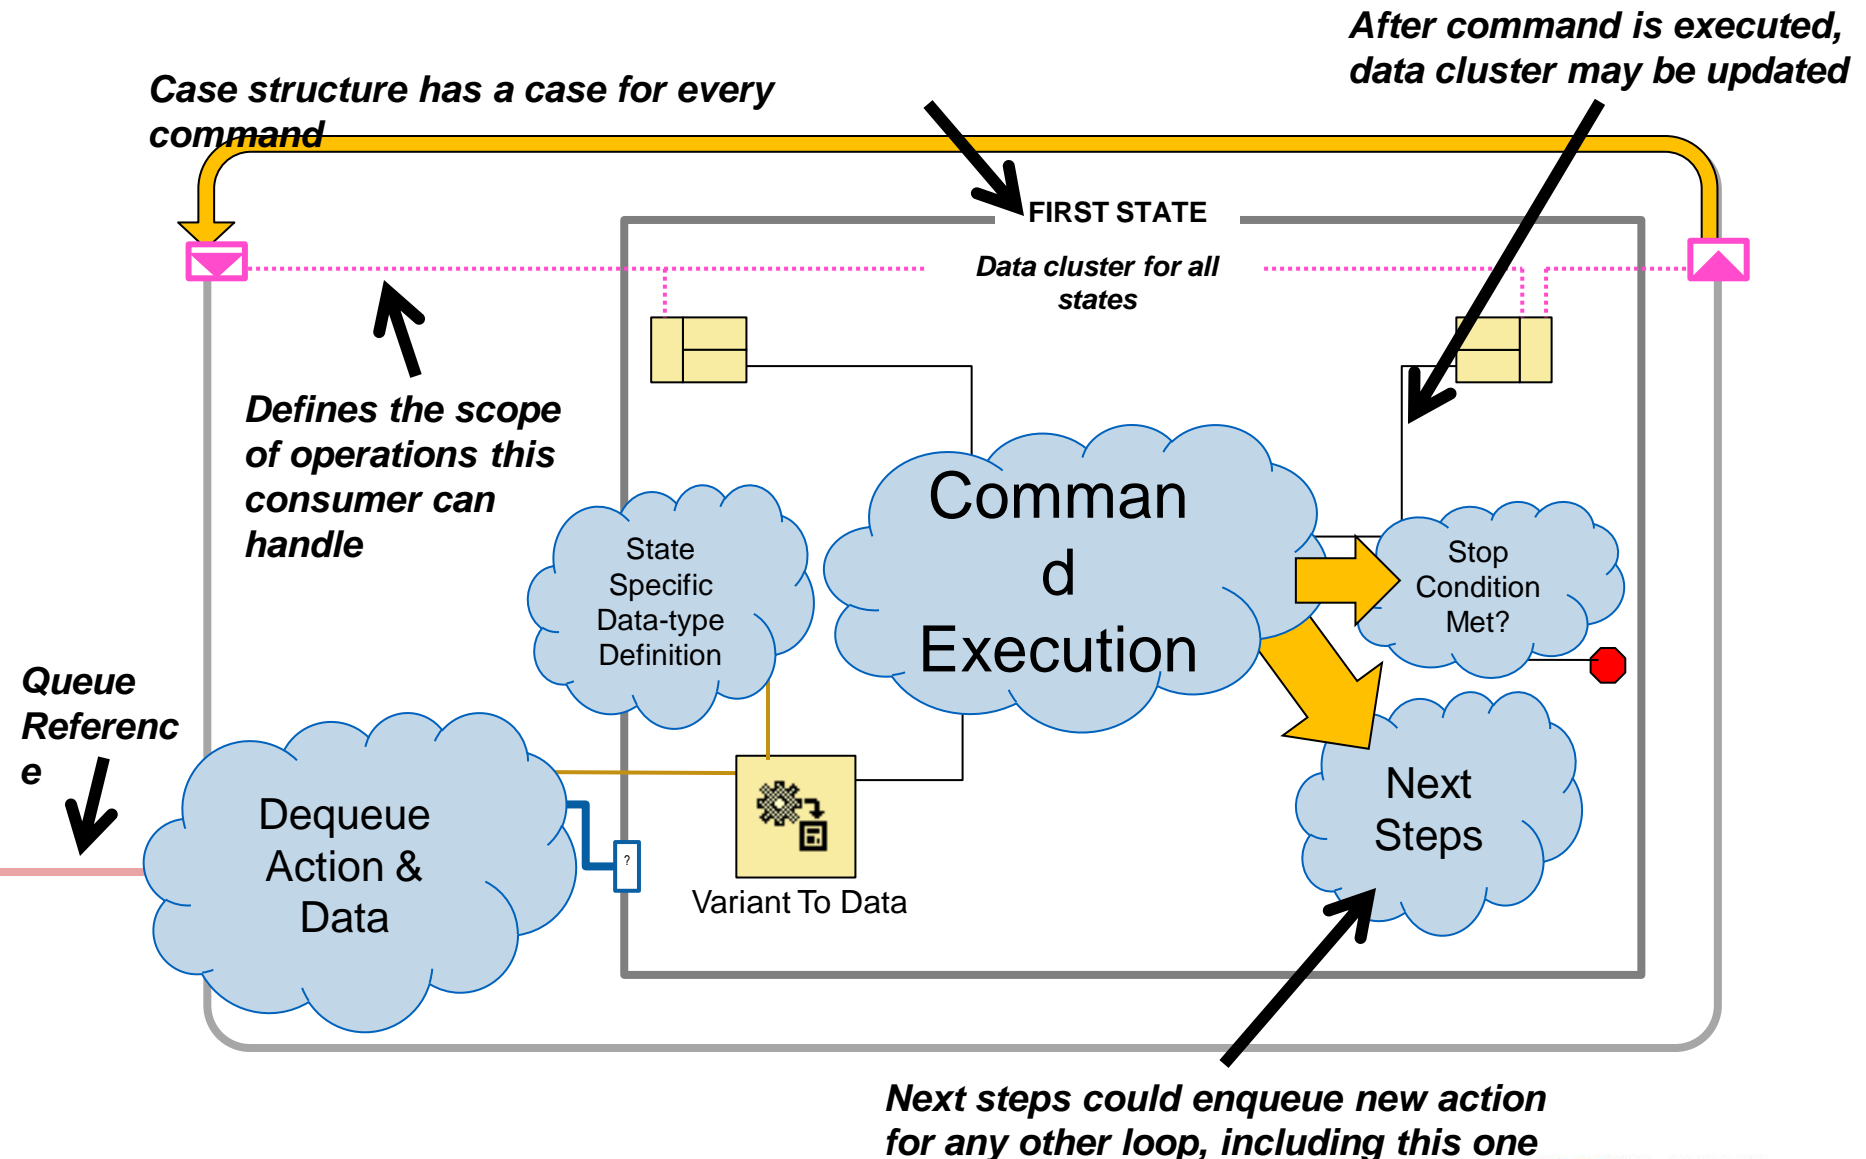 After command is executed,
data cluster may be updated
Case structure has a case for every
command
FIRST STATE
Data cluster for all
states
Defines the scope
of operations this
consumer can
handle
Comman
d
Execution
State
Specific
Data-type
Definition
Stop
Condition
Met?
Queue
Referenc
e
Next
Steps
Dequeue
Action &
Data
?
Variant To Data
Next steps could enqueue new action
for any other loop, including this one